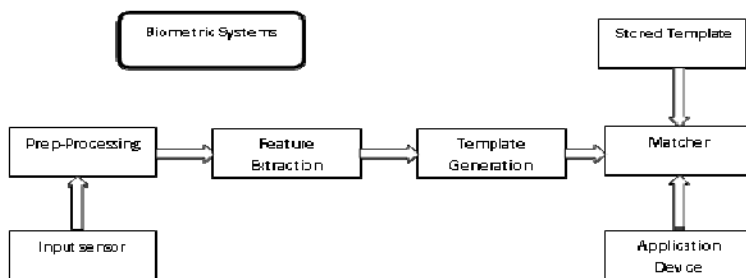 Biometric Systems
Stored Template
Prep-Processing
Feature
Extraction
Template
Generation
Matcher
Input sensor
Application
Device